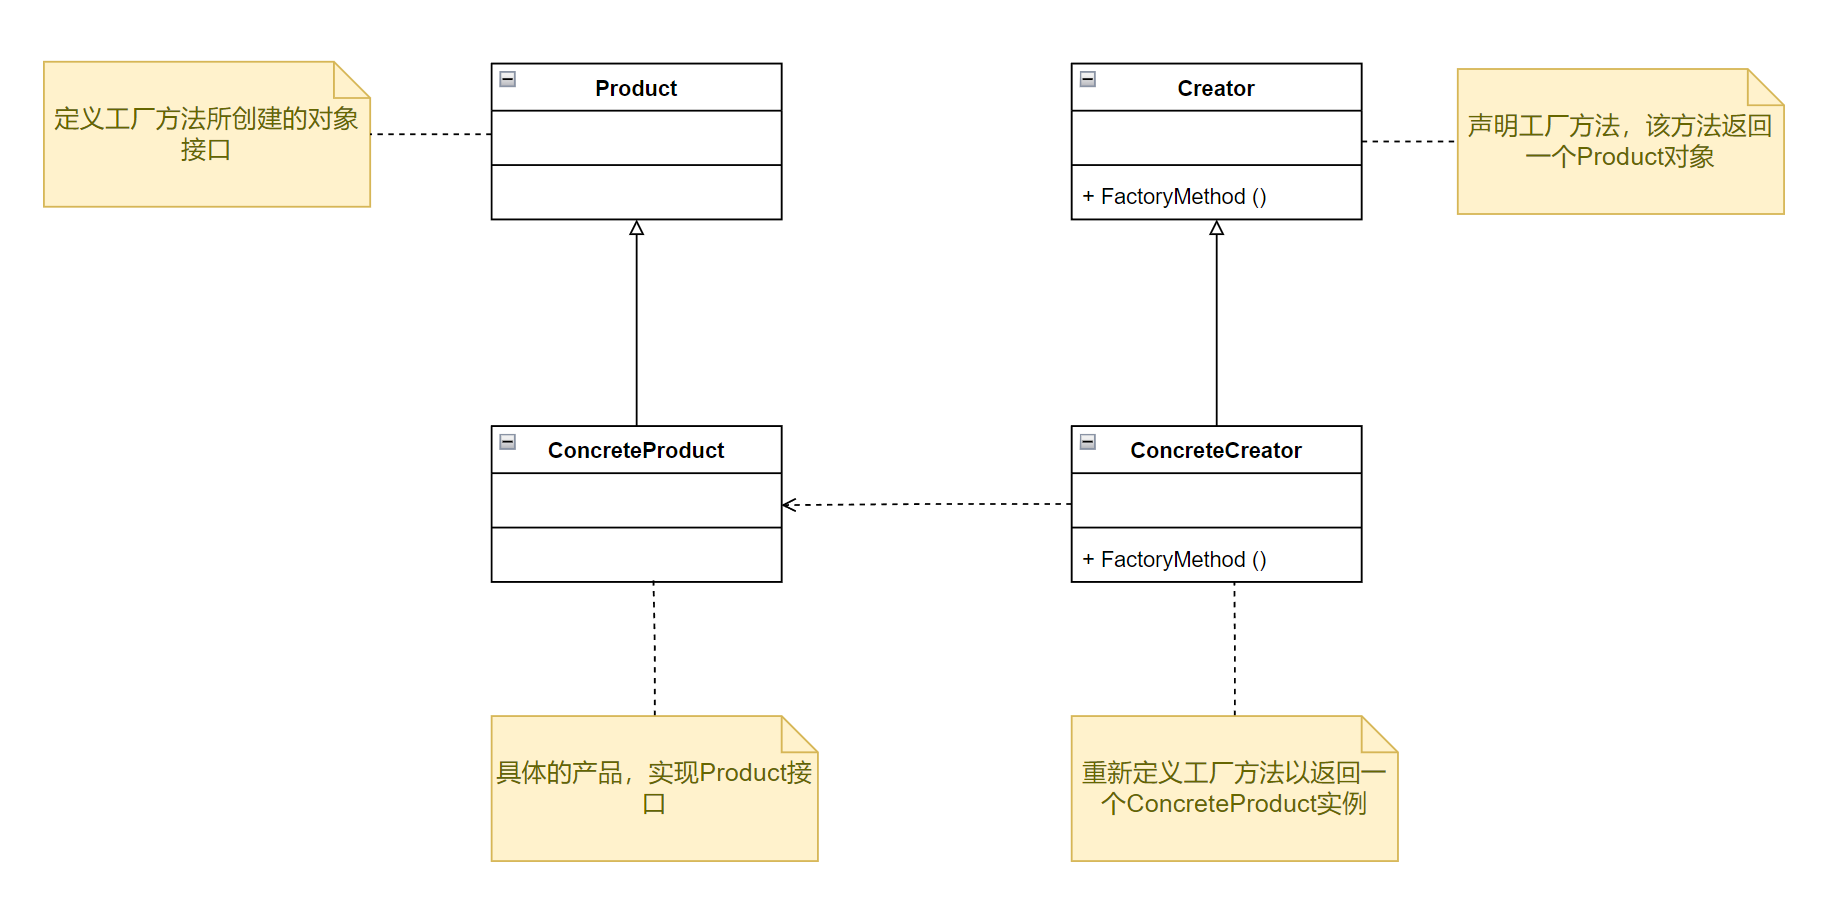 定义工厂方法所创建的对象
接口
Product
Creator
+ FactoryMethod ()
声明工厂方法，该方法返回
一个Product对象
ConcreteProduct
ConcreteCreator
+ FactoryMethod ()
具体的产品，实现Product接
口
重新定义工厂方法以返回一
个ConcreteProduct实例